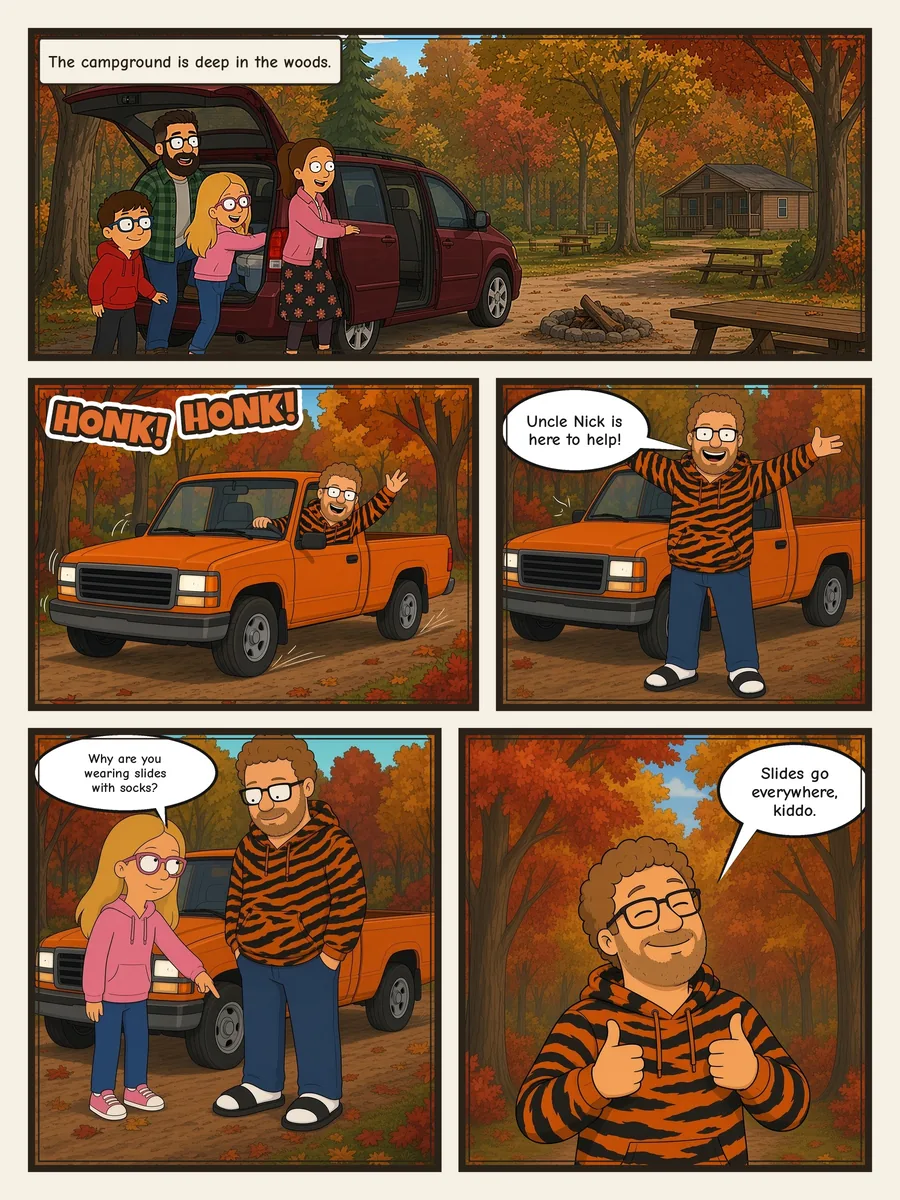 The campground is deep in the woods.
HONK! HONK!
Uncle Nick is
here to help!
Why are you
wearing slides
with socks?
Slides go
everywhere,
kiddo.